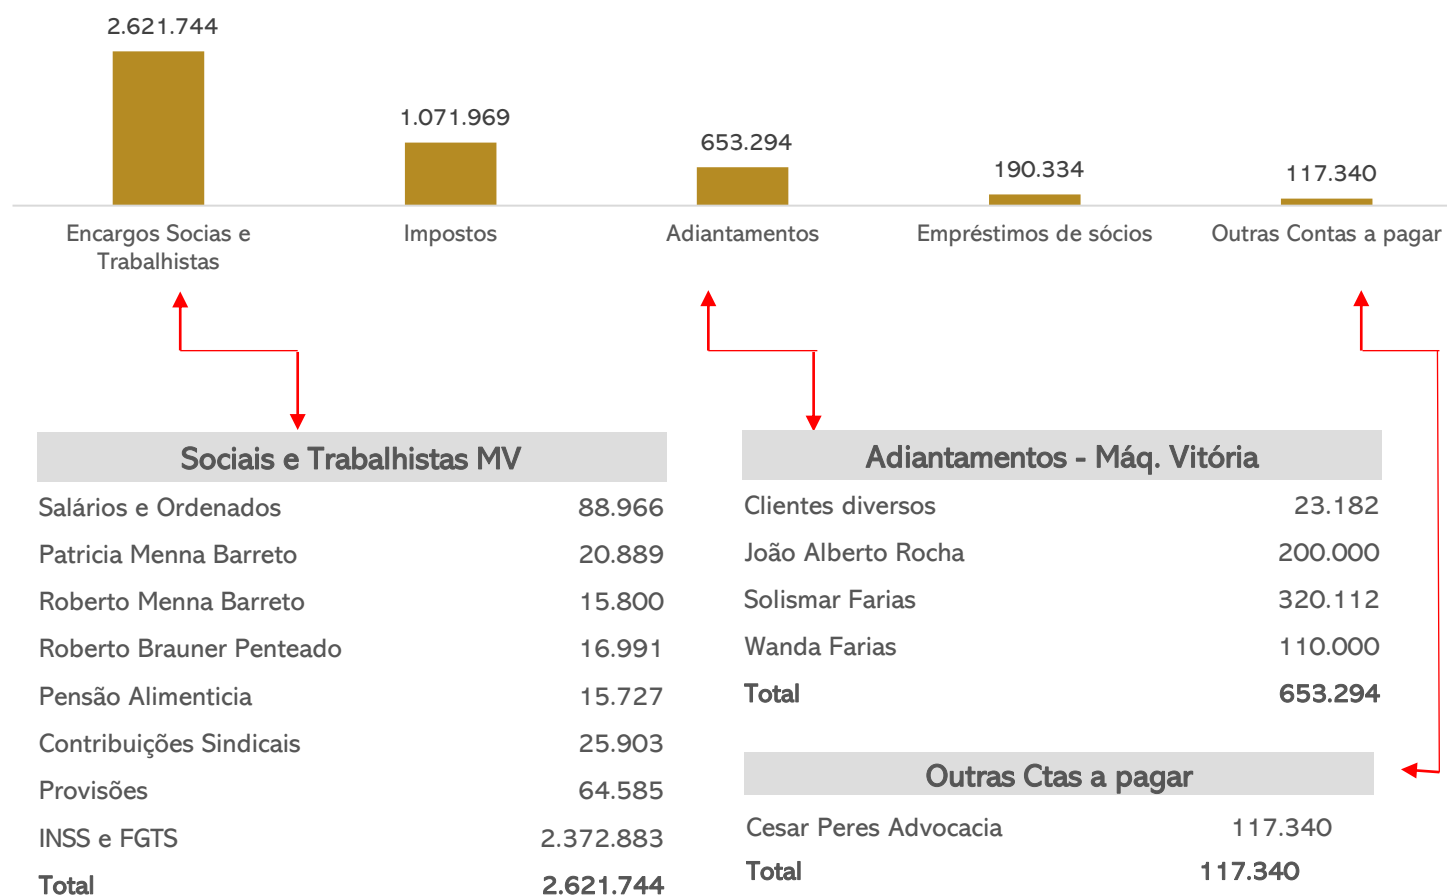 2.621.744
1.071.969
653.294
190.334
117.340
Encargos Socias e
Trabalhistas
Impostos
Adiantamentos
Empréstimos de sócios
Outras Contas a pagar
Sociais e Trabalhistas MV
Salários e Ordenados 88.966
Patricia Menna Barreto 20.889
Roberto Menna Barreto 15.800
Roberto Brauner Penteado 16.991
Pensão Alimenticia 15.727
Contribuições Sindicais 25.903
Provisões 64.585
INSS e FGTS 2.372.883
Total 2.621.744
Adiantamentos - Máq. Vitória
Clientes diversos 23.182
João Alberto Rocha 200.000
Solismar Farias 320.112
Wanda Farias 110.000
Total 653.294
Outras Ctas a pagar
Cesar Peres Advocacia 117.340
Total 117.340